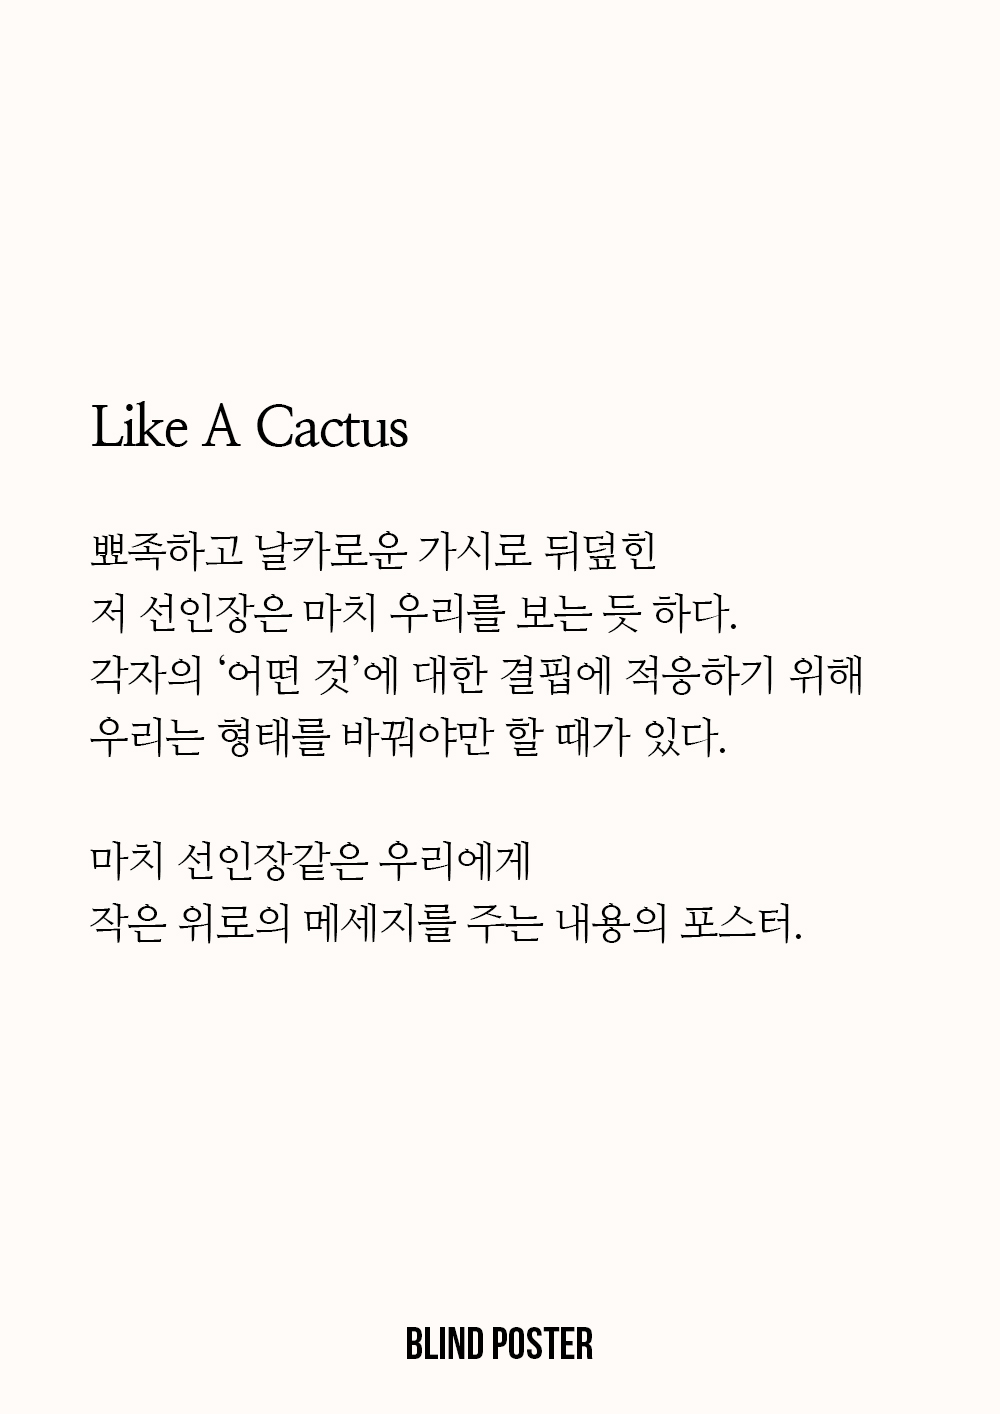 Like A Cactus
뾰족하고 날카로운 가시로 뒤덮힌
저 선인장은 마치 우리를 보는 듯 하다.
각자의 ‘어떤 것’에 대한 결핍에 적응하기 위해
우리는 형태를 바꿔야만 할 때가 있다.
마치 선인장같은 우리에게
작은 위로의 메세지를 주는 내용의 포스터.
BLIND POSTER